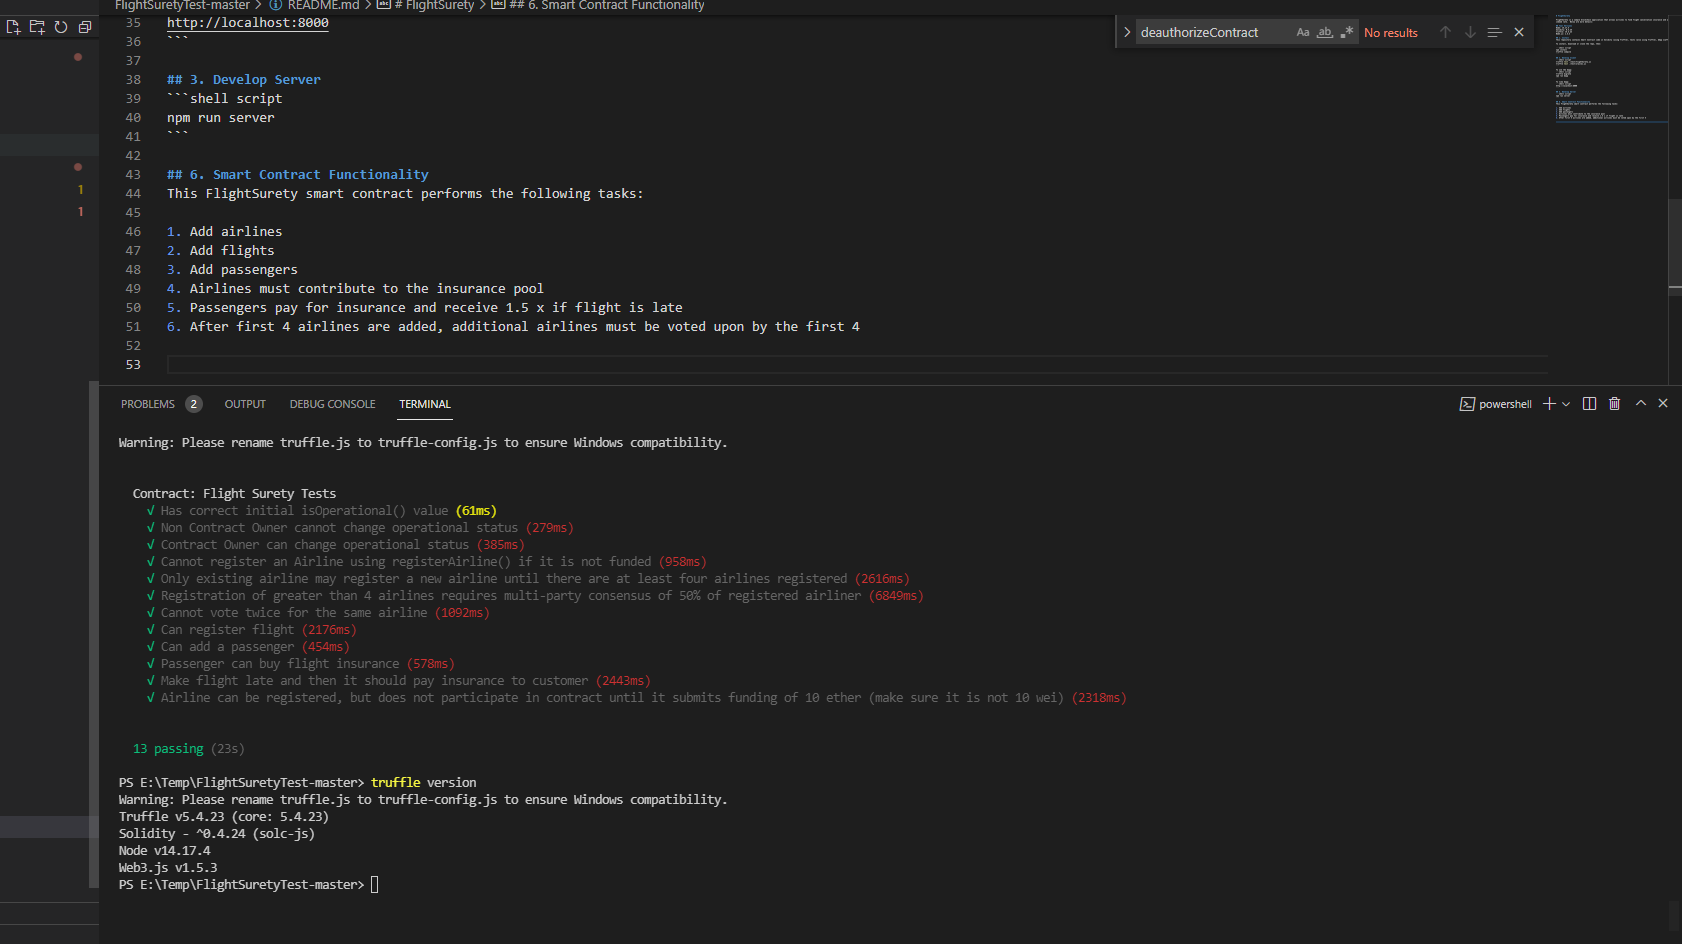 FlightSuretyTest-master > README.md > # FlightSurety > ## 6. Smart Contract Functionality
deauthorizeContract Aa ab .* No results
35 http://localhost:8000
36 ```
37
38 ## 3. Develop Server
39 ```shell script
40 npm run server
41 ```
42
43 ## 6. Smart Contract Functionality
44 This FlightSurety smart contract performs the following tasks:
45
46 1. Add airlines
47 2. Add flights
48 3. Add passengers
49 4. Airlines must contribute to the insurance pool
50 5. Passengers pay for insurance and receive 1.5 x if flight is late
51 6. After first 4 airlines are added, additional airlines must be voted upon by the first 4
52
53
1
1
PROBLEMS 2 OUTPUT DEBUG CONSOLE TERMINAL powershell
Warning: Please rename truffle.js to truffle-config.js to ensure Windows compatibility.
Contract: Flight Surety Tests
√ Has correct initial isOperational() value (61ms)
√ Non Contract Owner cannot change operational status (279ms)
√ Contract Owner can change operational status (385ms)
√ Cannot register an Airline using registerAirline() if it is not funded (958ms)
√ Only existing airline may register a new airline until there are at least four airlines registered (2616ms)
√ Registration of greater than 4 airlines requires multi-party consensus of 50% of registered airliner (6849ms)
√ Cannot vote twice for the same airline (1092ms)
√ Can register flight (2176ms)
√ Can add a passenger (454ms)
√ Passenger can buy flight insurance (578ms)
√ Make flight late and then it should pay insurance to customer (2443ms)
√ Airline can be registered, but does not participate in contract until it submits funding of 10 ether (make sure it is not 10 wei) (2318ms)
13 passing (23s)
PS E:\Temp\FlightSuretyTest-master> truffle version
Warning: Please rename truffle.js to truffle-config.js to ensure Windows compatibility.
Truffle v5.4.23 (core: 5.4.23)
Solidity - ^0.4.24 (solc-js)
Node v14.17.4
Web3.js v1.5.3
PS E:\Temp\FlightSuretyTest-master>